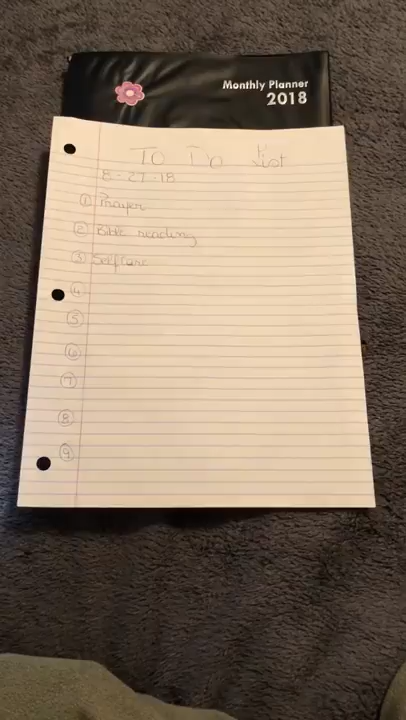 Monthly Planner
2018
To Do List
8-27-18
① Prayer
② Bible reading
③ Selfcare
④
⑤
⑥
⑦
⑧
⑨